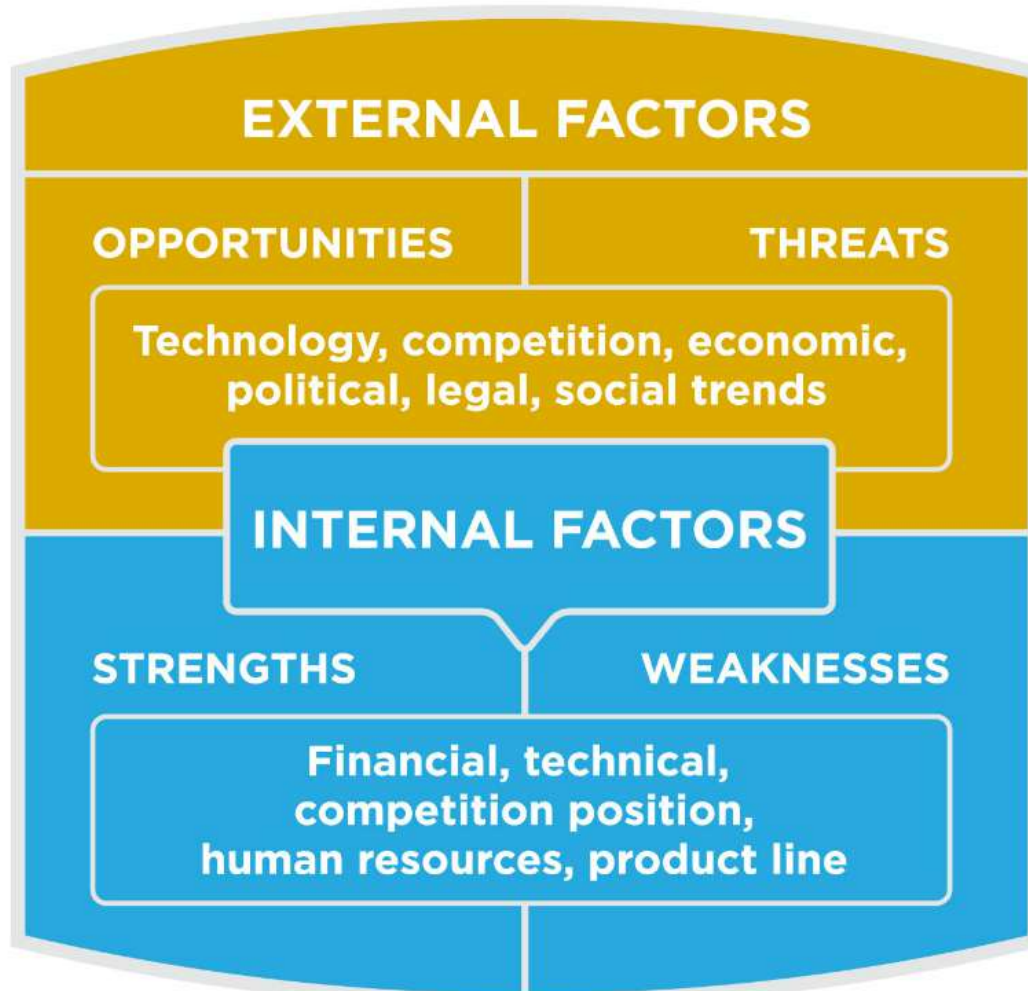 EXTERNAL FACTORS
OPPORTUNITIES
THREATS
Technology, competition, economic,
political, legal, social trends
INTERNAL FACTORS
STRENGTHS
WEAKNESSES
Financial, technical,
competition position,
human resources, product line